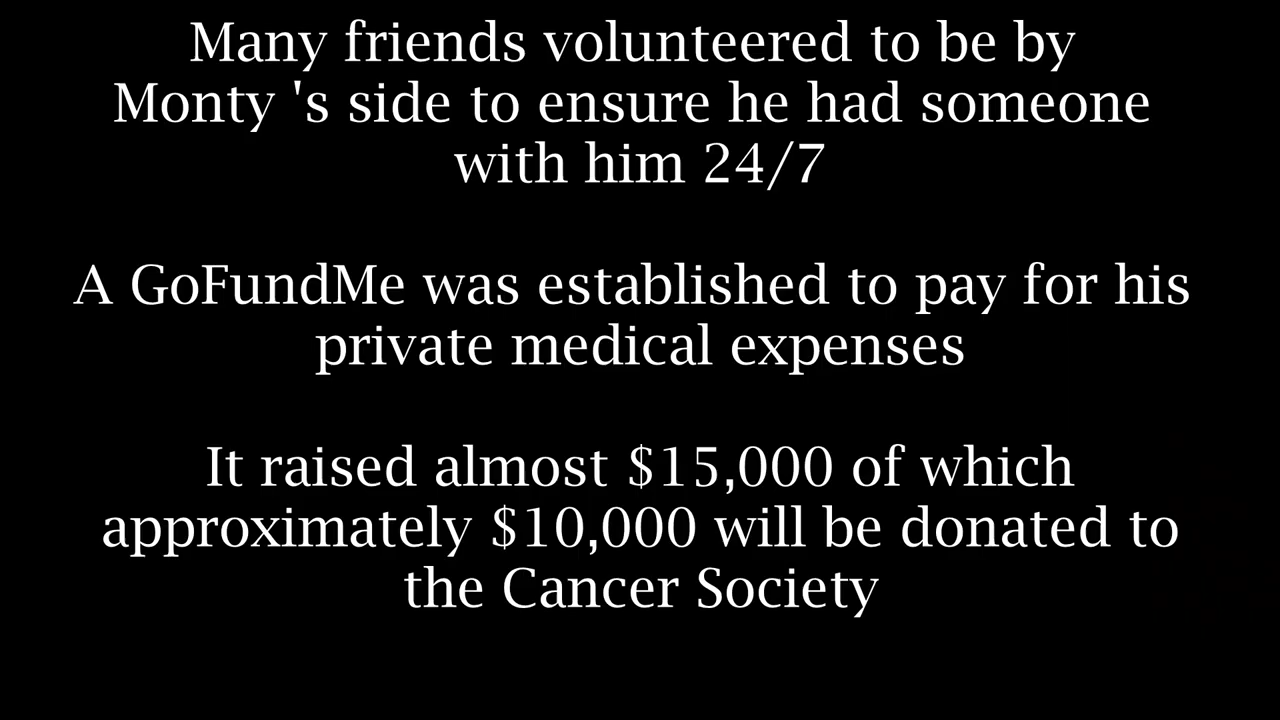 Many friends volunteered to be by
Monty 's side to ensure he had someone
with him 24/7
A GoFundMe was established to pay for his
private medical expenses
It raised almost $15,000 of which
approximately $10,000 will be donated to
the Cancer Society